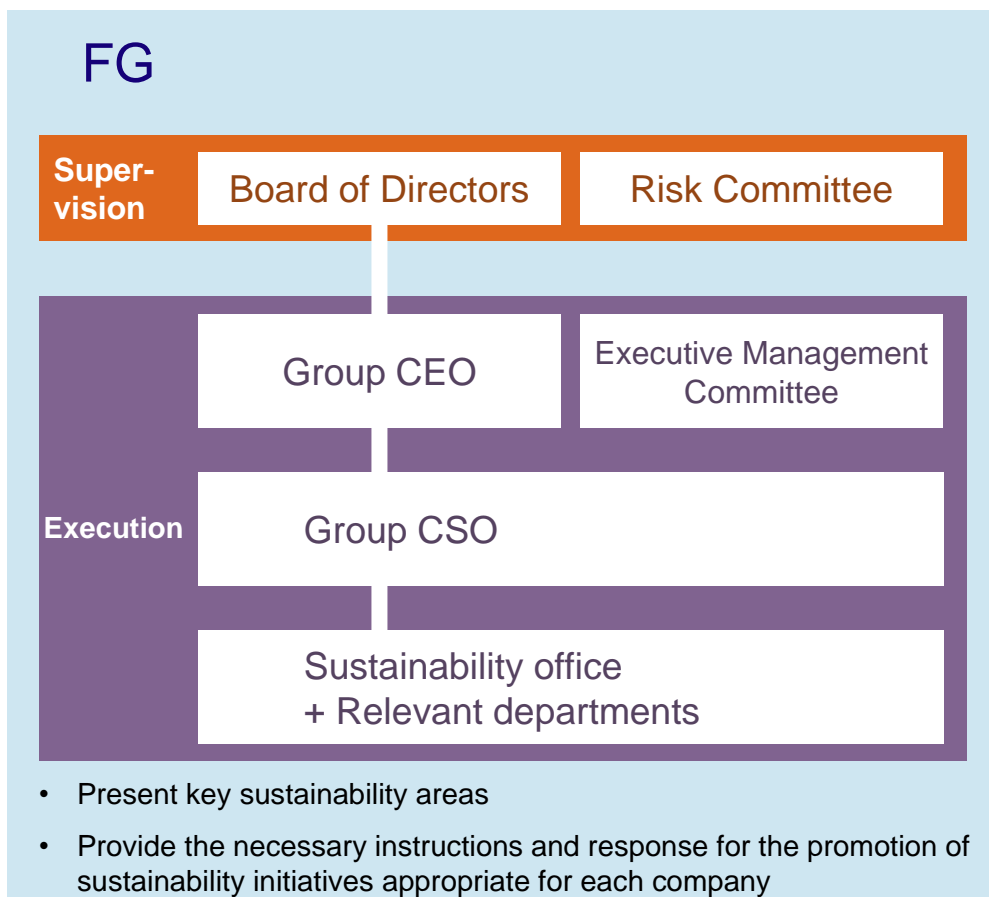 FG
Super-
vision
Board of Directors
Risk Committee
Group CEO
Executive Management
Committee
Execution
Group CSO
Sustainability office
+ Relevant departments
• Present key sustainability areas
• Provide the necessary instructions and response for the promotion of
sustainability initiatives appropriate for each company